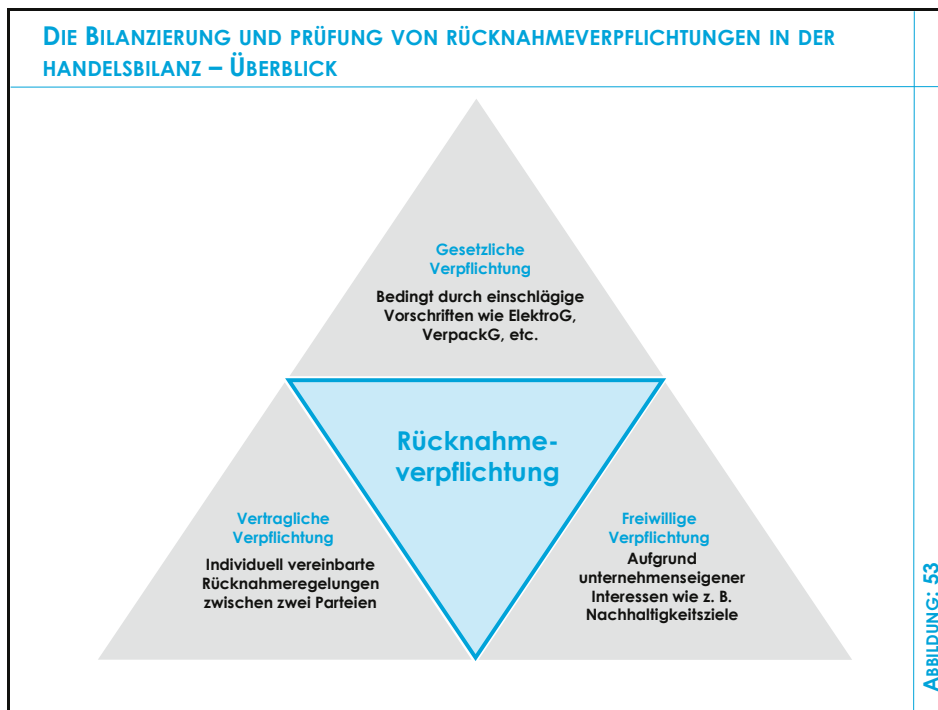 DIE BILANZIERUNG UND PRÜFUNG VON RÜCKNAHMEVERPFLICHTUNGEN IN DER
HANDELSBILANZ – ÜBERBLICK
Gesetzliche
Verpflichtung
Bedingt durch einschlägige
Vorschriften wie ElektroG,
VerpackG, etc.
Rücknahme-
verpflichtung
Vertragliche
Verpflichtung
Individuell vereinbarte
Rücknahmeregelungen
zwischen zwei Parteien
Freiwillige
Verpflichtung
Aufgrund
unternehmenseigener
Interessen wie z. B.
Nachhaltigkeitsziele
ABBILDUNG: 53